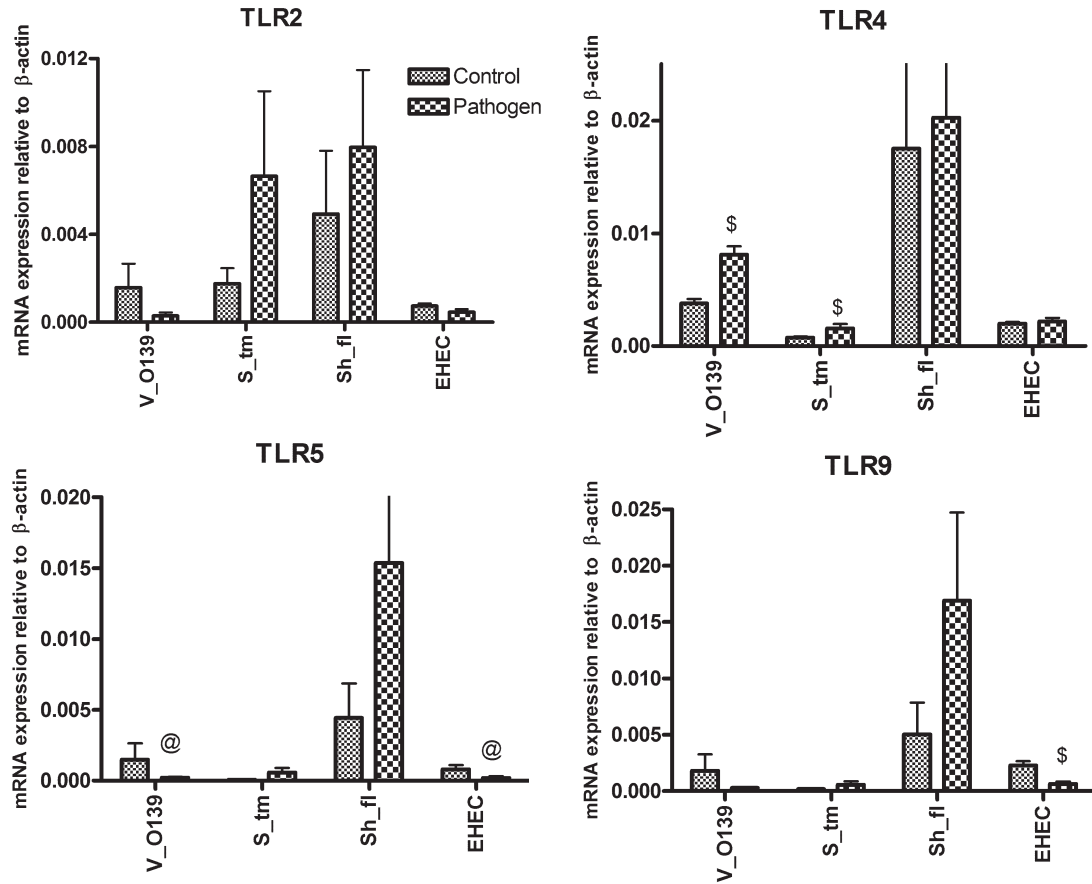 TLR2
mRNA expression relative to β-actin
0.012
0.008
0.004
0.000
Control
Pathogen
V_O139
S_tm
Sh_fl
EHEC
TLR4
mRNA expression relative to β-actin
0.02
0.01
0.00
$
$
V_O139
S_tm
Sh_fl
EHEC
TLR5
mRNA expression relative to β-actin
0.020
0.015
0.010
0.005
0.000
@
@
V_O139
S_tm
Sh_fl
EHEC
TLR9
mRNA expression relative to β-actin
0.025
0.020
0.015
0.010
0.005
0.000
$
V_O139
S_tm
Sh_fl
EHEC